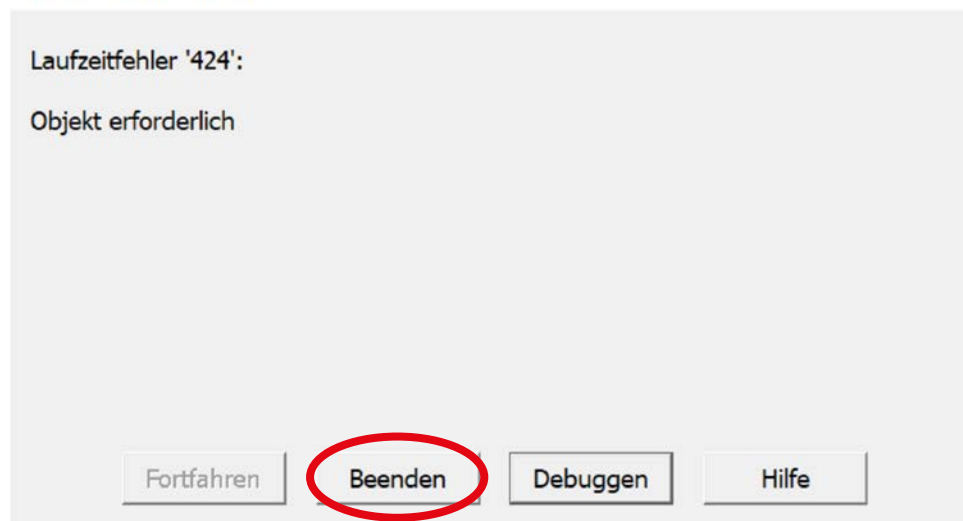 Laufzeitfehler '424':
Objekt erforderlich
Fortfahren Beenden Debuggen Hilfe